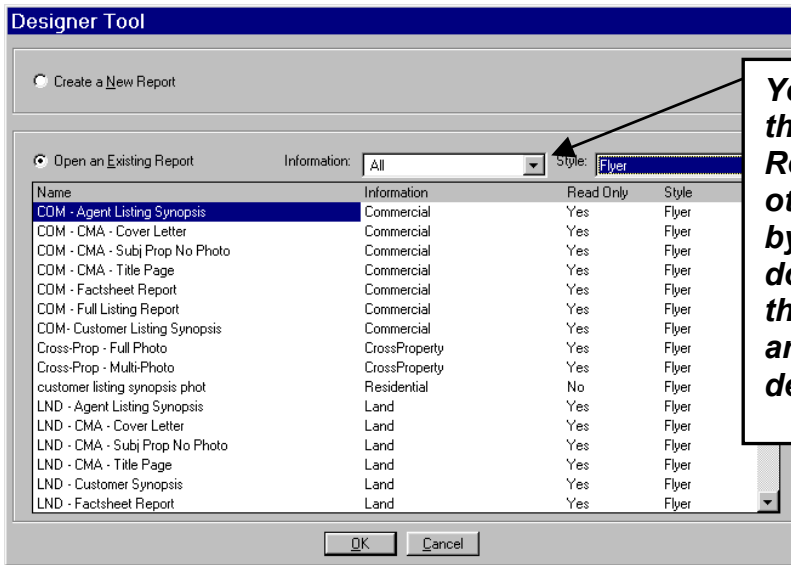 Designer Tool
Create a New Report
Open an Existing Report Information: All Style: Flyer
Name Information Read Only Style
COM - Agent Listing Synopsis Commercial Yes Flyer
COM - CMA - Cover Letter Commercial Yes Flyer
COM - CMA - Subj Prop No Photo Commercial Yes Flyer
COM - CMA - Title Page Commercial Yes Flyer
COM - Factsheet Report Commercial Yes Flyer
COM - Full Listing Report Commercial Yes Flyer
COM- Customer Listing Synopsis Commercial Yes Flyer
Cross-Prop - Full Photo CrossProperty Yes Flyer
Cross-Prop - Multi-Photo CrossProperty Yes Flyer
customer listing synopsis phot Residential No Flyer
LND - Agent Listing Synopsis Land Yes Flyer
LND - CMA - Cover Letter Land Yes Flyer
LND - CMA - Subj Prop No Photo Land Yes Flyer
LND - CMA - Title Page Land Yes Flyer
LND - Customer Synopsis Land Yes Flyer
LND - Factsheet Report Land Yes Flyer
OK Cancel